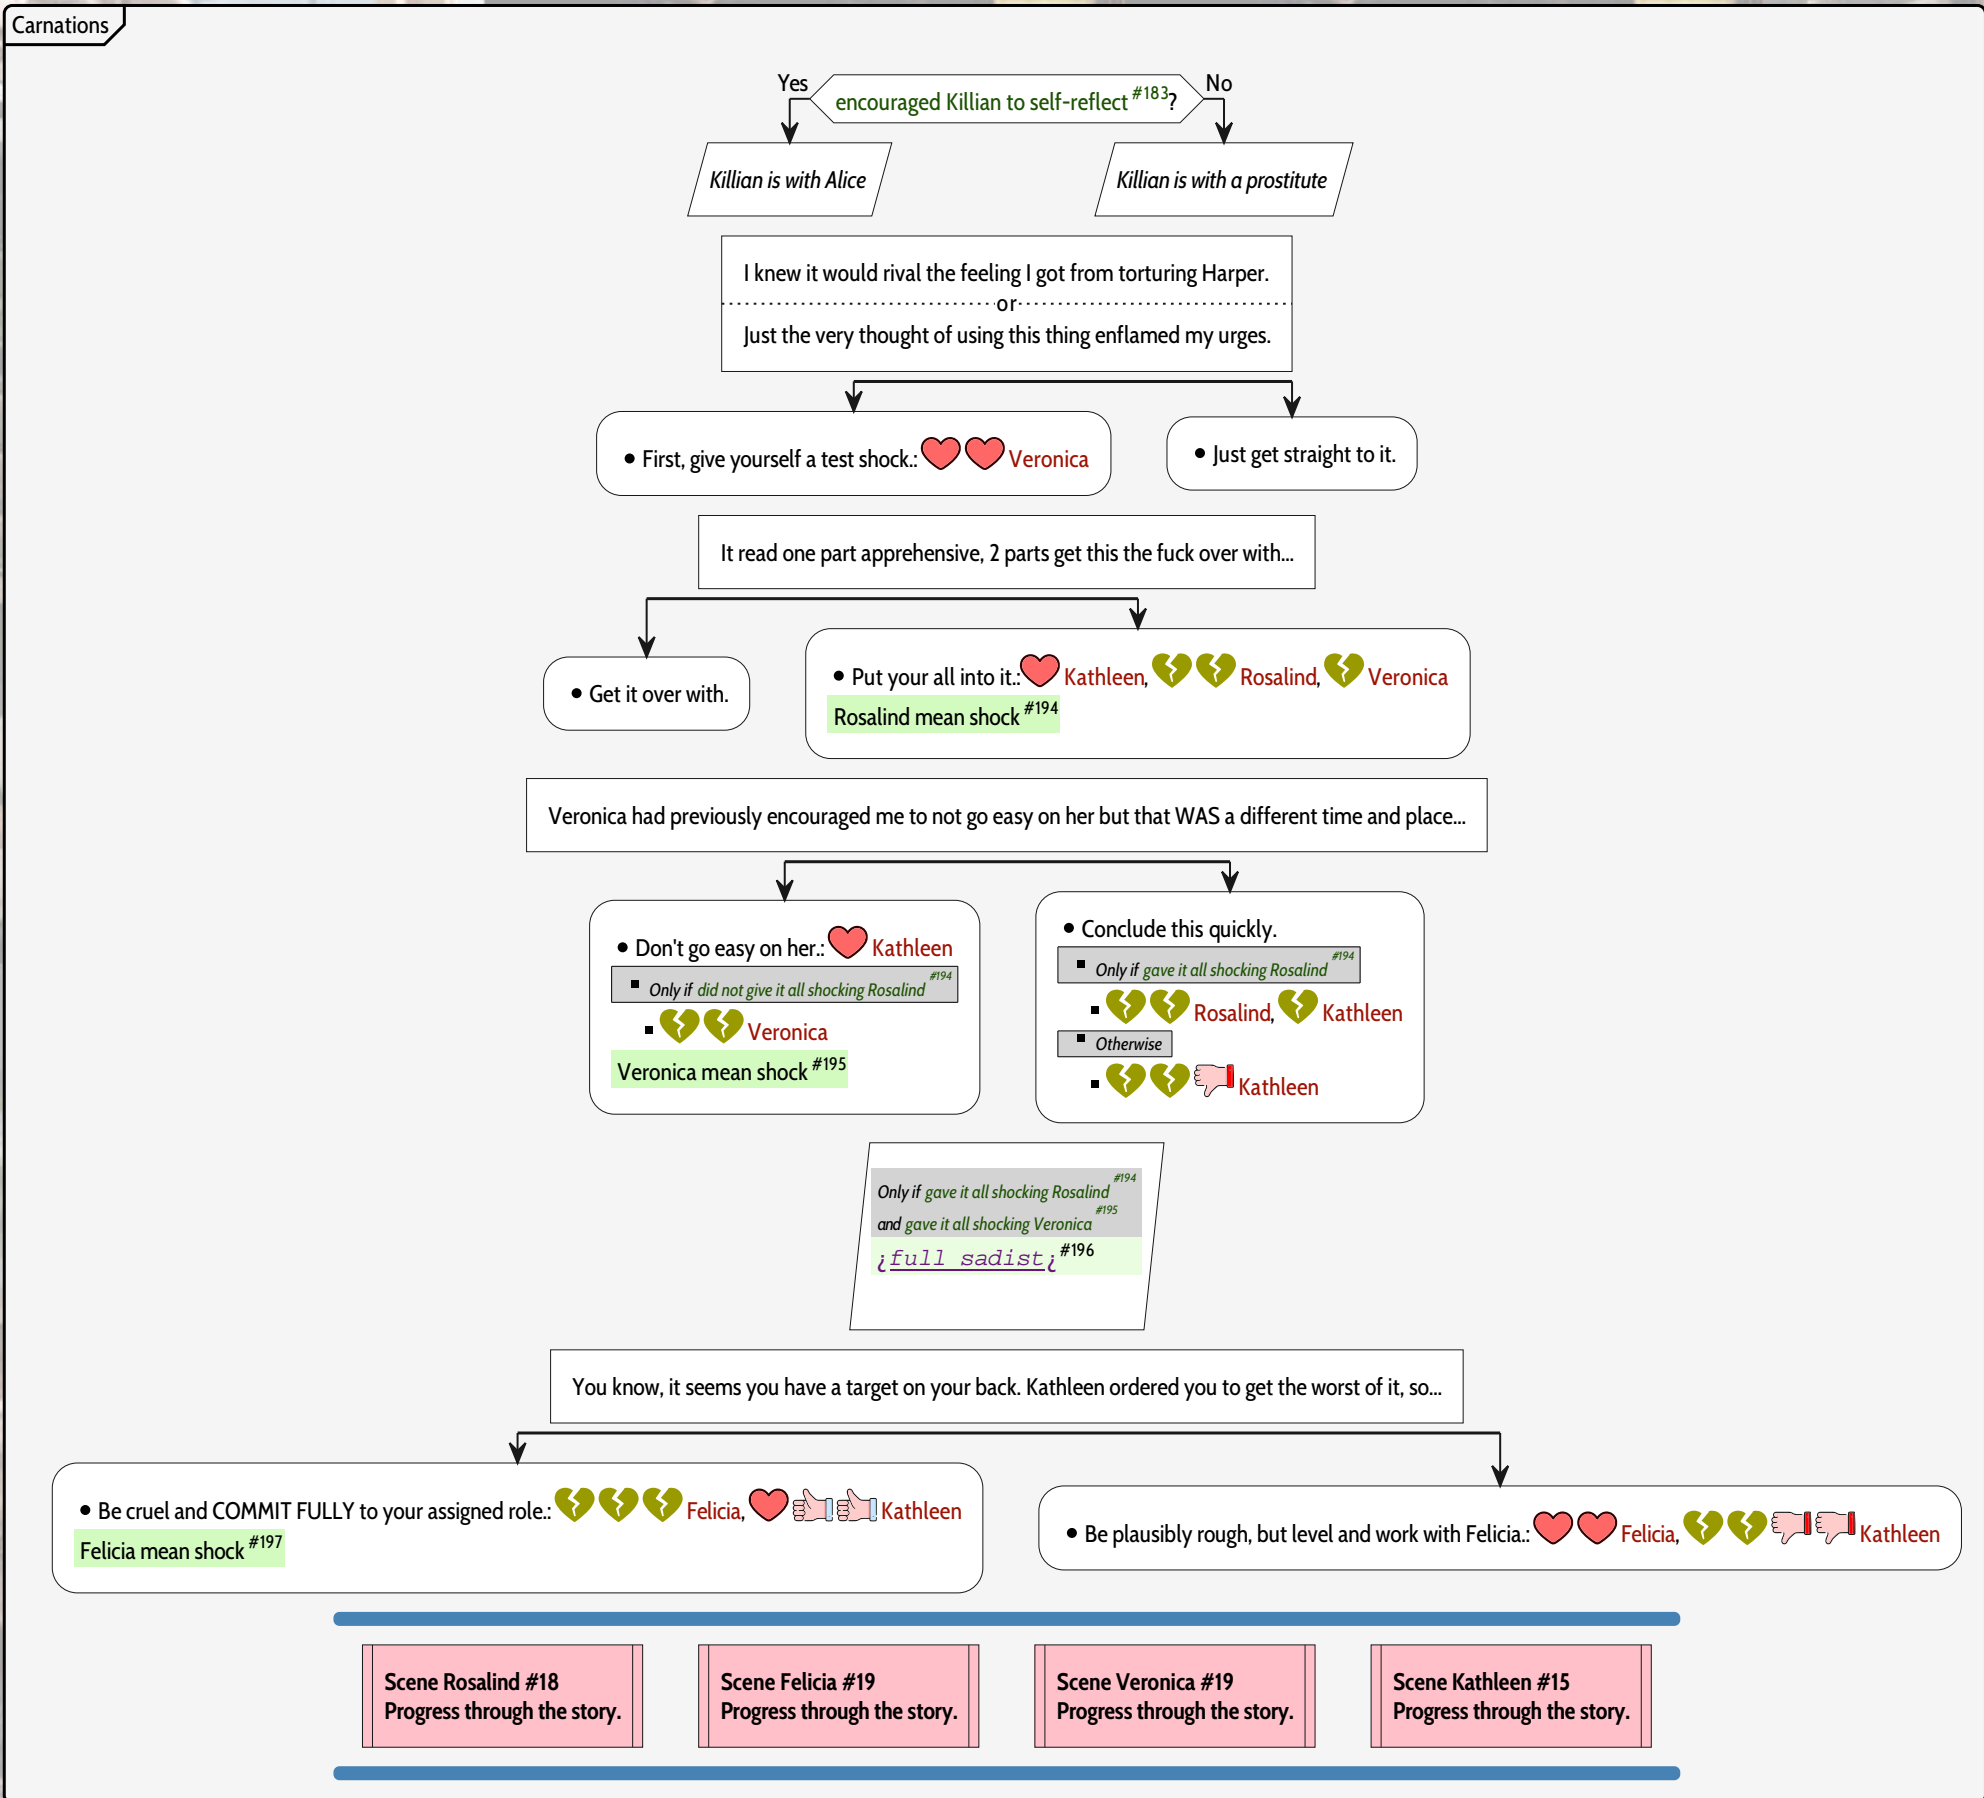 Carnations
Yes
encouraged Killian to self-reflect #183?
No
Killian is with Alice
Killian is with a prostitute
I knew it would rival the feeling I got from torturing Harper.
or
Just the very thought of using this thing enflamed my urges.
• First, give yourself a test shock.: Veronica
• Just get straight to it.
It read one part apprehensive, 2 parts get this the fuck over with...
• Get it over with.
• Put your all into it.: Kathleen, Rosalind, Veronica
Rosalind mean shock #194
Veronica had previously encouraged me to not go easy on her but that WAS a different time and place...
• Don't go easy on her.: Kathleen
▪ Only if did not give it all shocking Rosalind #194
▪ Veronica
Veronica mean shock #195
• Conclude this quickly.
▪ Only if gave it all shocking Rosalind #194
▪ Rosalind, Kathleen
▪ Otherwise
▪ Kathleen
Only if gave it all shocking Rosalind #194
and gave it all shocking Veronica #195
¿full sadist¿ #196
You know, it seems you have a target on your back. Kathleen ordered you to get the worst of it, so...
• Be cruel and COMMIT FULLY to your assigned role.: Felicia, Kathleen
Felicia mean shock #197
• Be plausibly rough, but level and work with Felicia.: Felicia, Kathleen
Scene Rosalind #18
Progress through the story.
Scene Felicia #19
Progress through the story.
Scene Veronica #19
Progress through the story.
Scene Kathleen #15
Progress through the story.